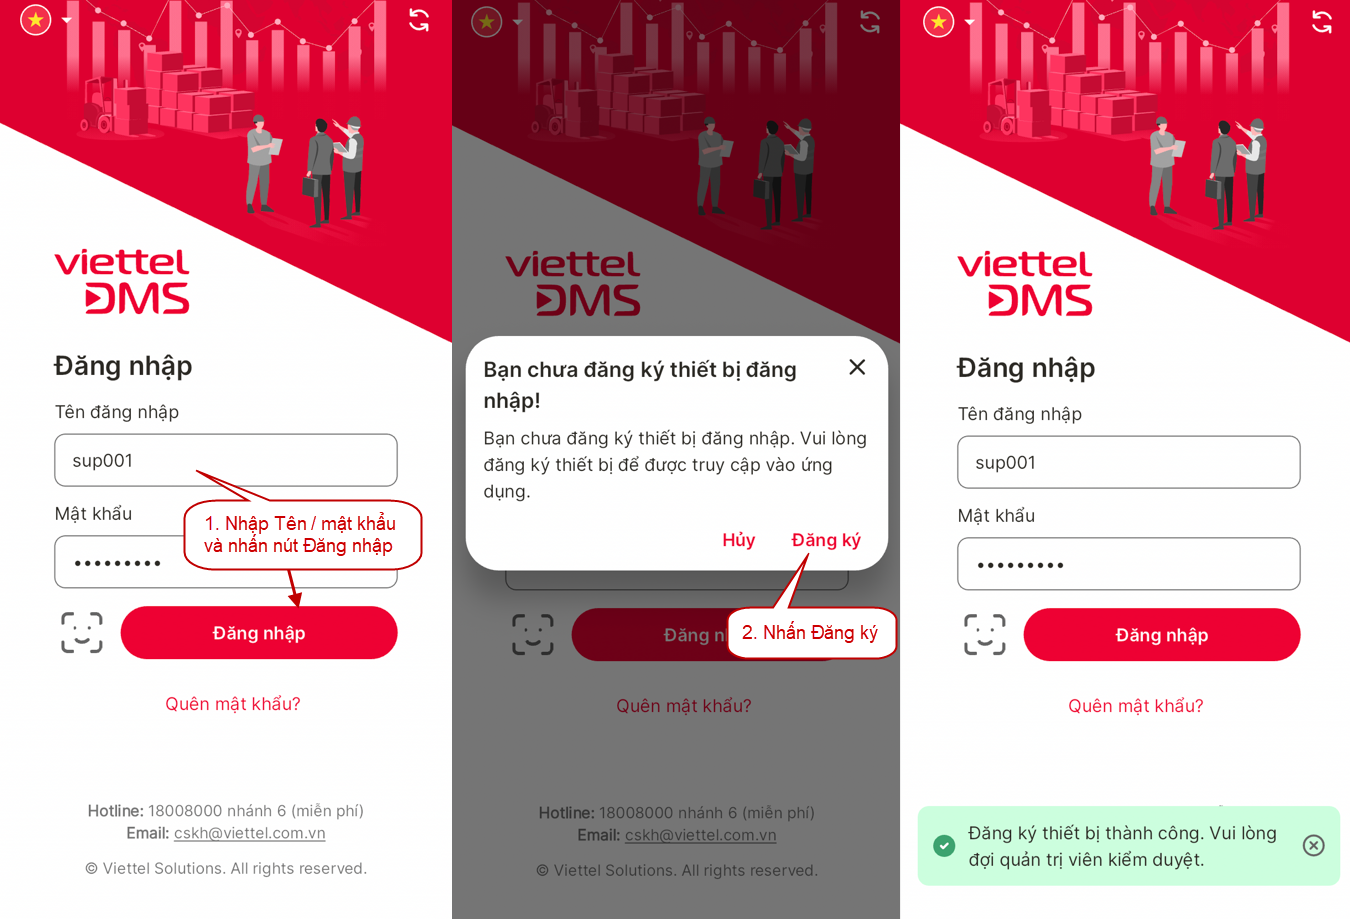 viettel
DMS
Đăng nhập
Tên đăng nhập
sup001
Mật khẩu
1. Nhập Tên / mật khẩu
và nhấn nút Đăng nhập
•••••••••
Đăng nhập
Quên mật khẩu?
Hotline: 18008000 nhánh 6 (miễn phí)
Email: cskh@viettel.com.vn
© Viettel Solutions. All rights reserved.
viettel
DMS
Bạn chưa đăng ký thiết bị đăng
nhập!
Bạn chưa đăng ký thiết bị đăng nhập. Vui lòng
đăng ký thiết bị để được truy cập vào ứng
dụng.
Hủy Đăng ký
2. Nhấn Đăng ký
Đăng
Quên mật khẩu?
Hotline: 18008000 nhánh 6 (miễn phí)
Email: cskh@viettel.com.vn
© Viettel Solutions. All rights reserved.
viettel
DMS
Đăng nhập
Tên đăng nhập
sup001
Mật khẩu
•••••••••
Đăng nhập
Quên mật khẩu?
Đăng ký thiết bị thành công. Vui lòng
đợi quản trị viên kiểm duyệt.